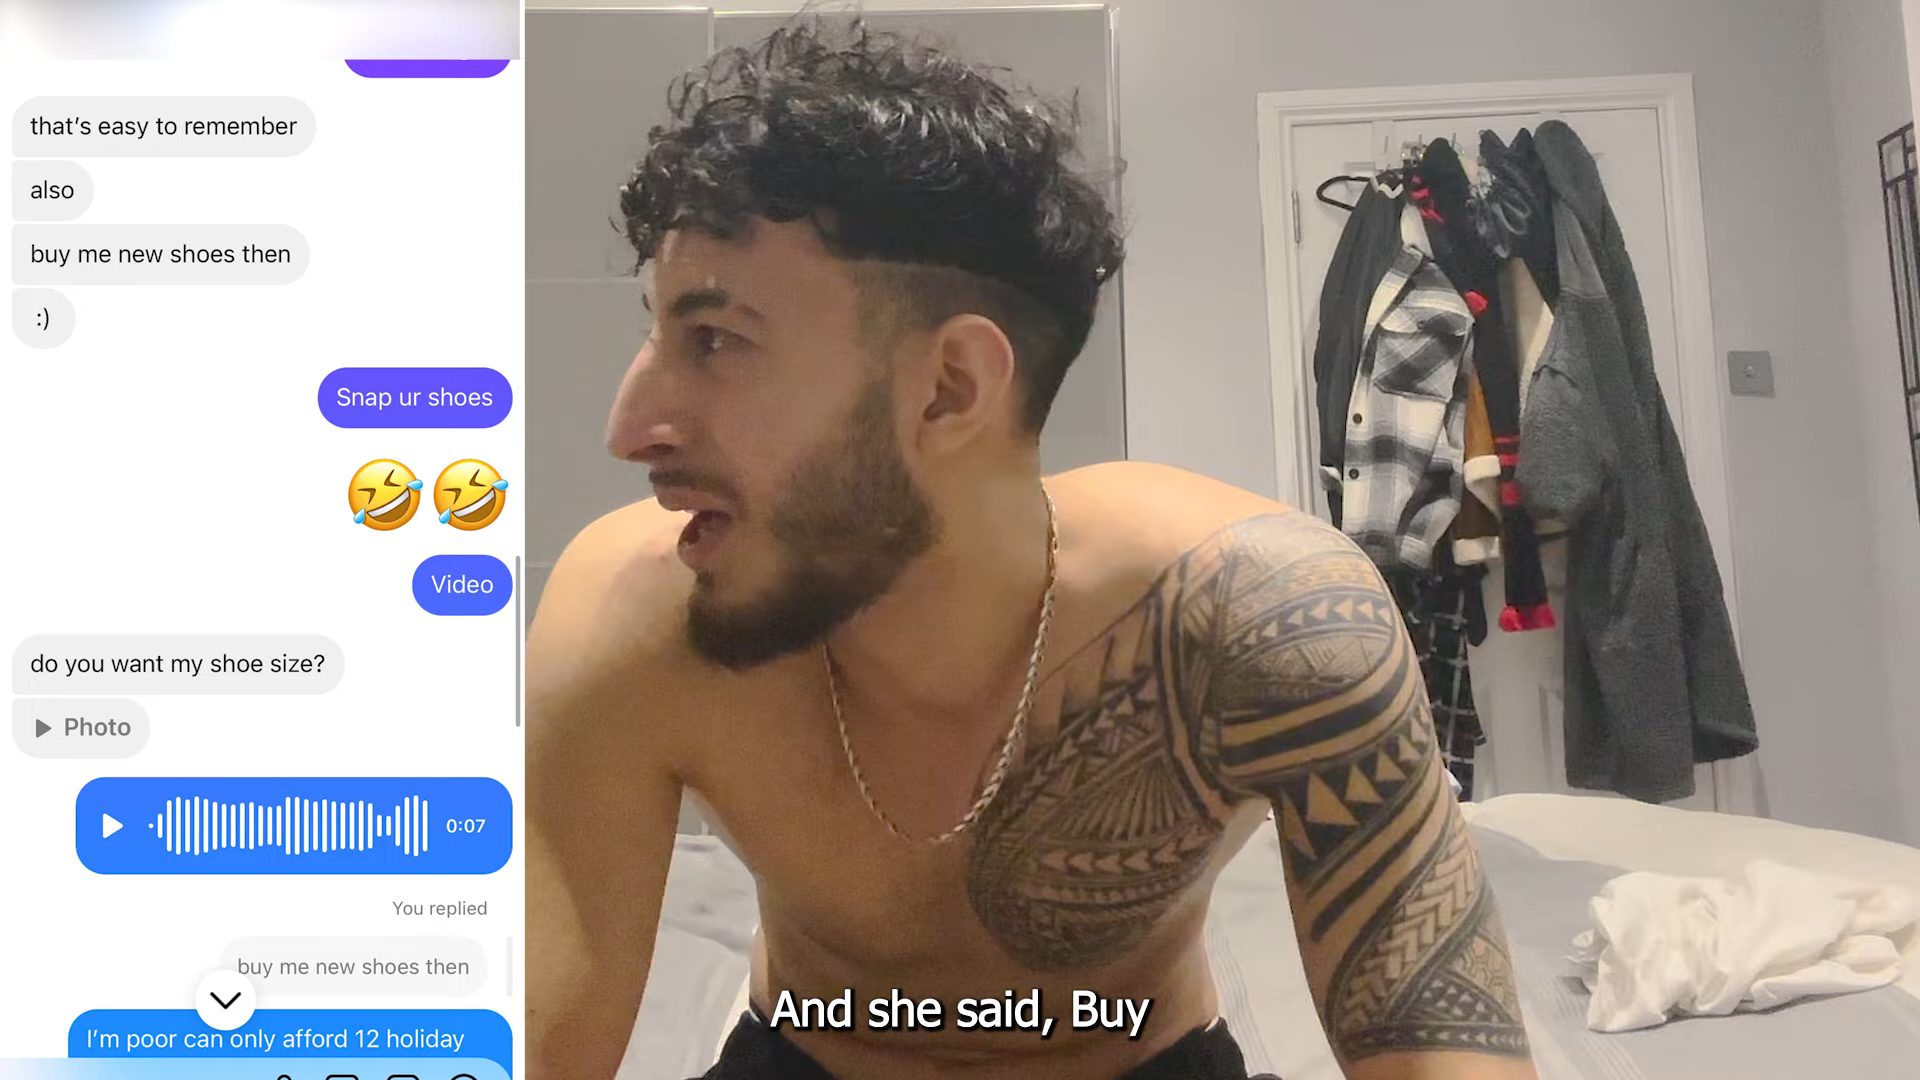 that’s easy to remember
also
buy me new shoes then
:)
Snap ur shoes
🤣🤣
Video
do you want my shoe size?
Photo
0:07
You replied
buy me new shoes then
I’m poor can only afford 12 holiday
And she said, Buy